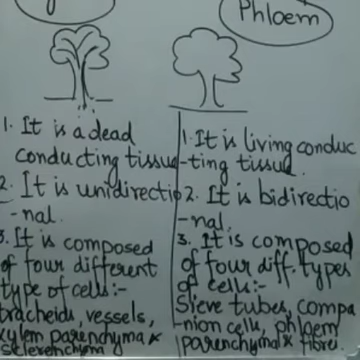 Phloem
1. It is a dead
conducting tissue
2. It is unidirectio
-nal.
3. It is composed
of four different
type of cells:-
tracheids, vessels,
xylem parenchyma &
sclerenchym
1. It is living conduc
-ting tissue
2. It is bidirectio
-nal.
3. It is composed
of four diff. types
of cells:-
Sieve tubes, compa
-nion cells, phloem
parenchyma & fibre